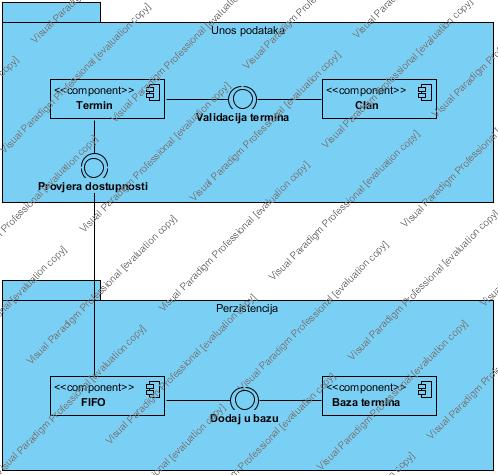 Unos podataka
<<component>>
Termin
<<component>>
Clan
Validacija termina
Provjera dostupnosti
Perzistencija
<<component>>
FIFO
<<component>>
Baza termina
Dodaj u bazu
Visual Paradigm Professional [evaluation copy]